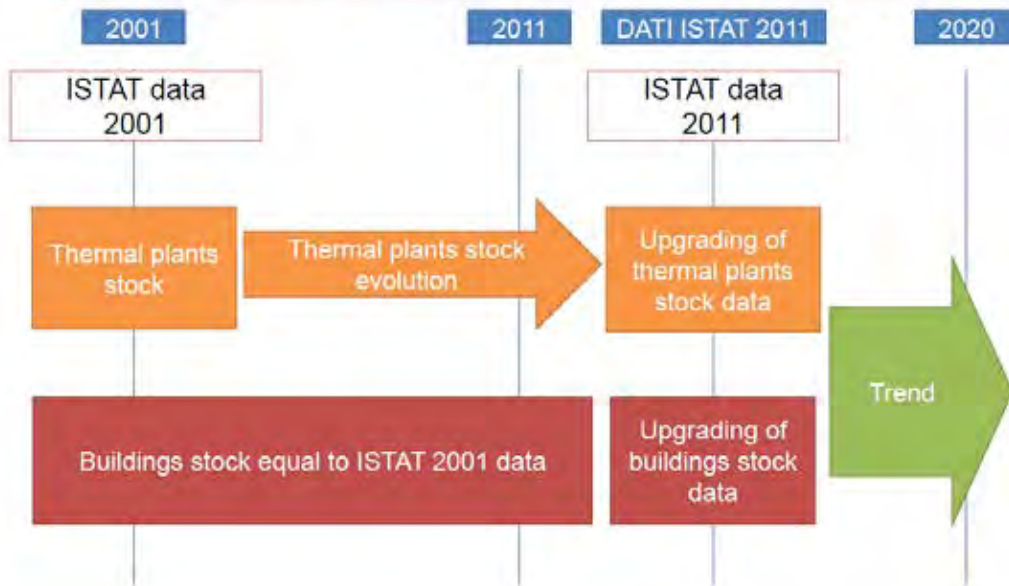 2001
2011
DATI ISTAT 2011
2020
ISTAT data
2001
ISTAT data
2011
Thermal plants
stock
Thermal plants stock
evolution
Upgrading of
thermal plants
stock data
Trend
Buildings stock equal to ISTAT 2001 data
Upgrading of
buildings stock
data